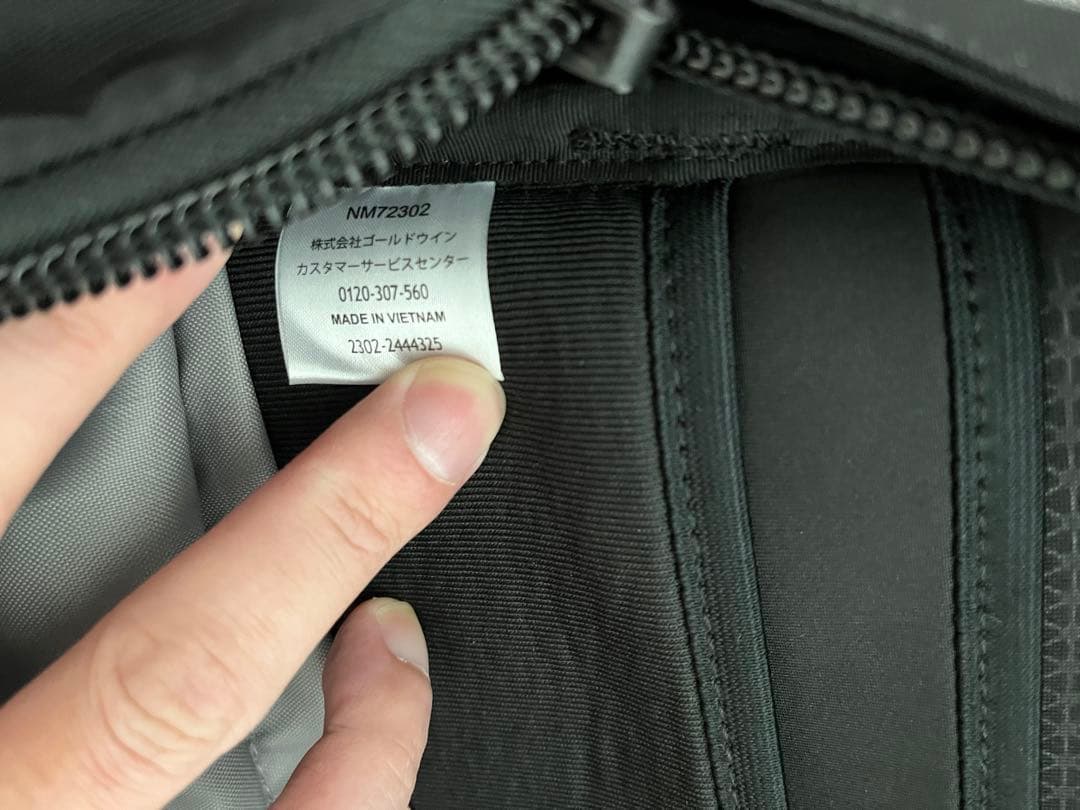 NM72302
株式会社ゴールドウイン
カスタマーサービスセンター
0120-307-560
MADE IN VIETNAM
2302-2444325